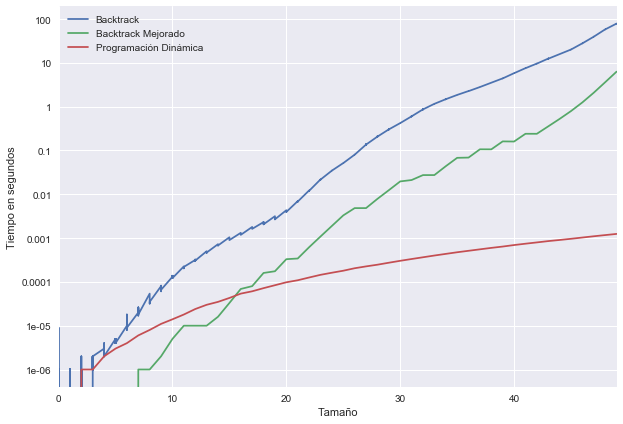 Backtrack
Backtrack Mejorado
Programación Dinámica
100
10
1
0.1
0.01
0.001
0.0001
1e-05
1e-06
Tiempo en segundos
0 10 20 30 40
Tamaño